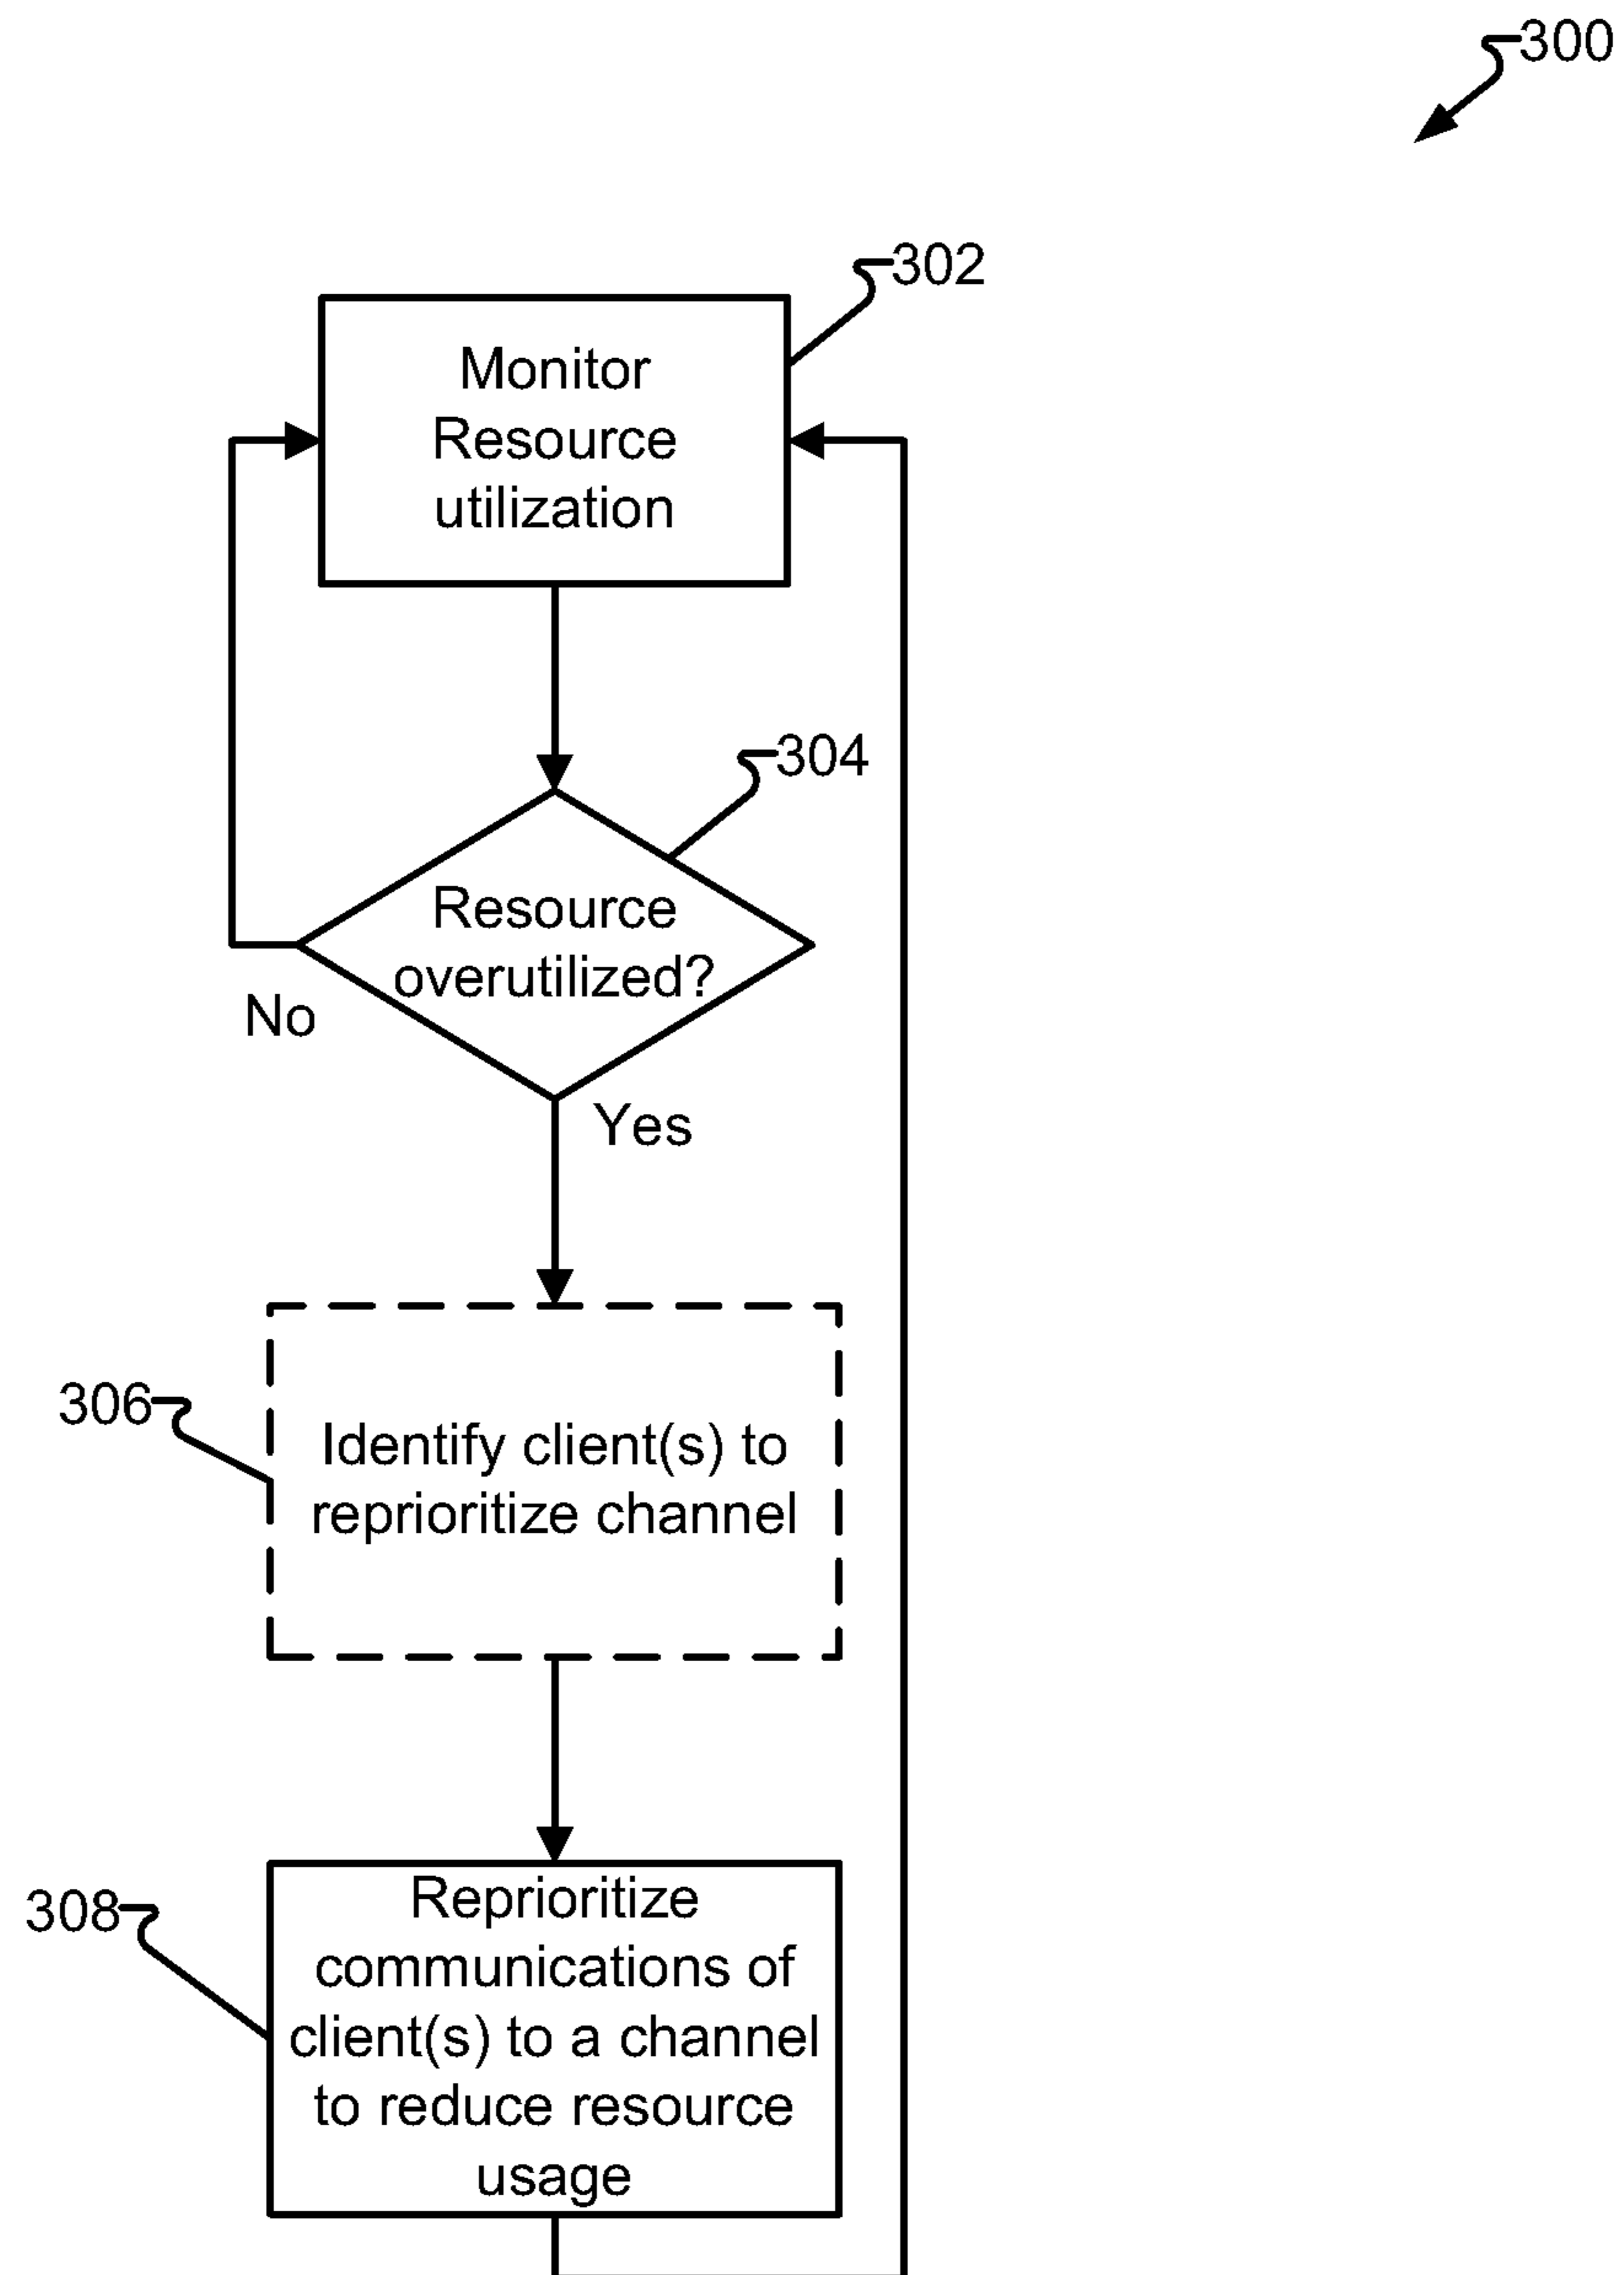 300
302
Monitor
Resource
utilization
304
Resource
overutilized?
No
Yes
306
Identify client(s) to
reprioritize channel
308
Reprioritize
communications of
client(s) to a channel
to reduce resource
usage